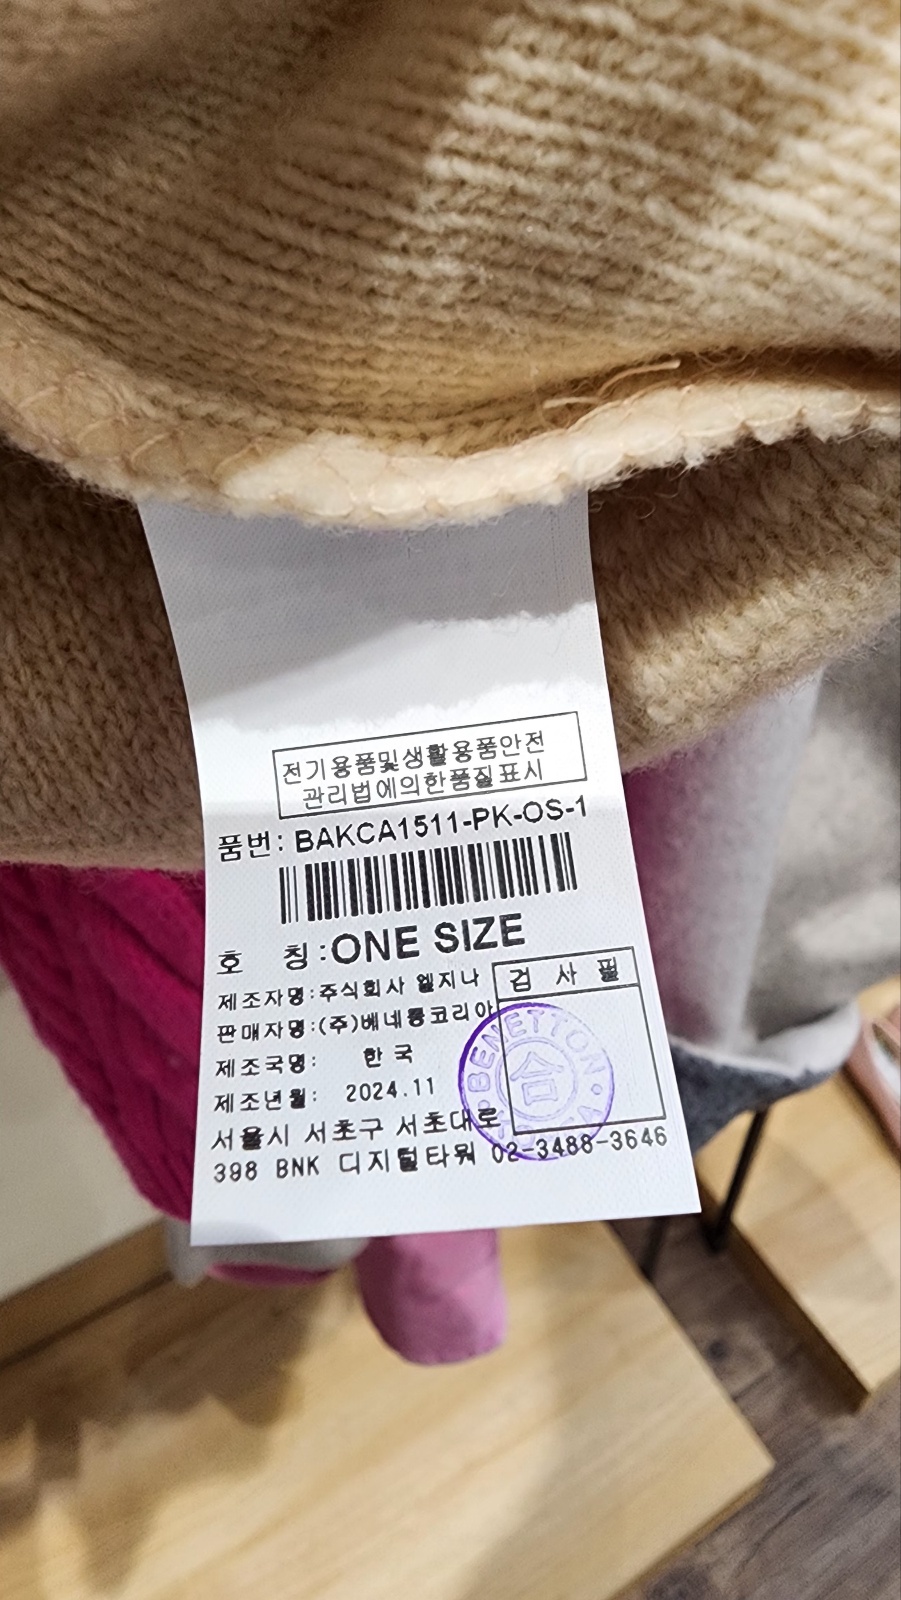 전기용품및생활용품안전
관리법에의한품질표시
품번: BAKCA1511-PK-OS-1
호 칭:ONE SIZE
제조자명:주식회사 엘지나
판매자명:(주)베네통코리아
제조국명: 한국
제조년월: 2024.11
검 사 필
BENETTON
합
서울시 서초구 서초대로
398 BNK 디지털타워 02-3488-3646